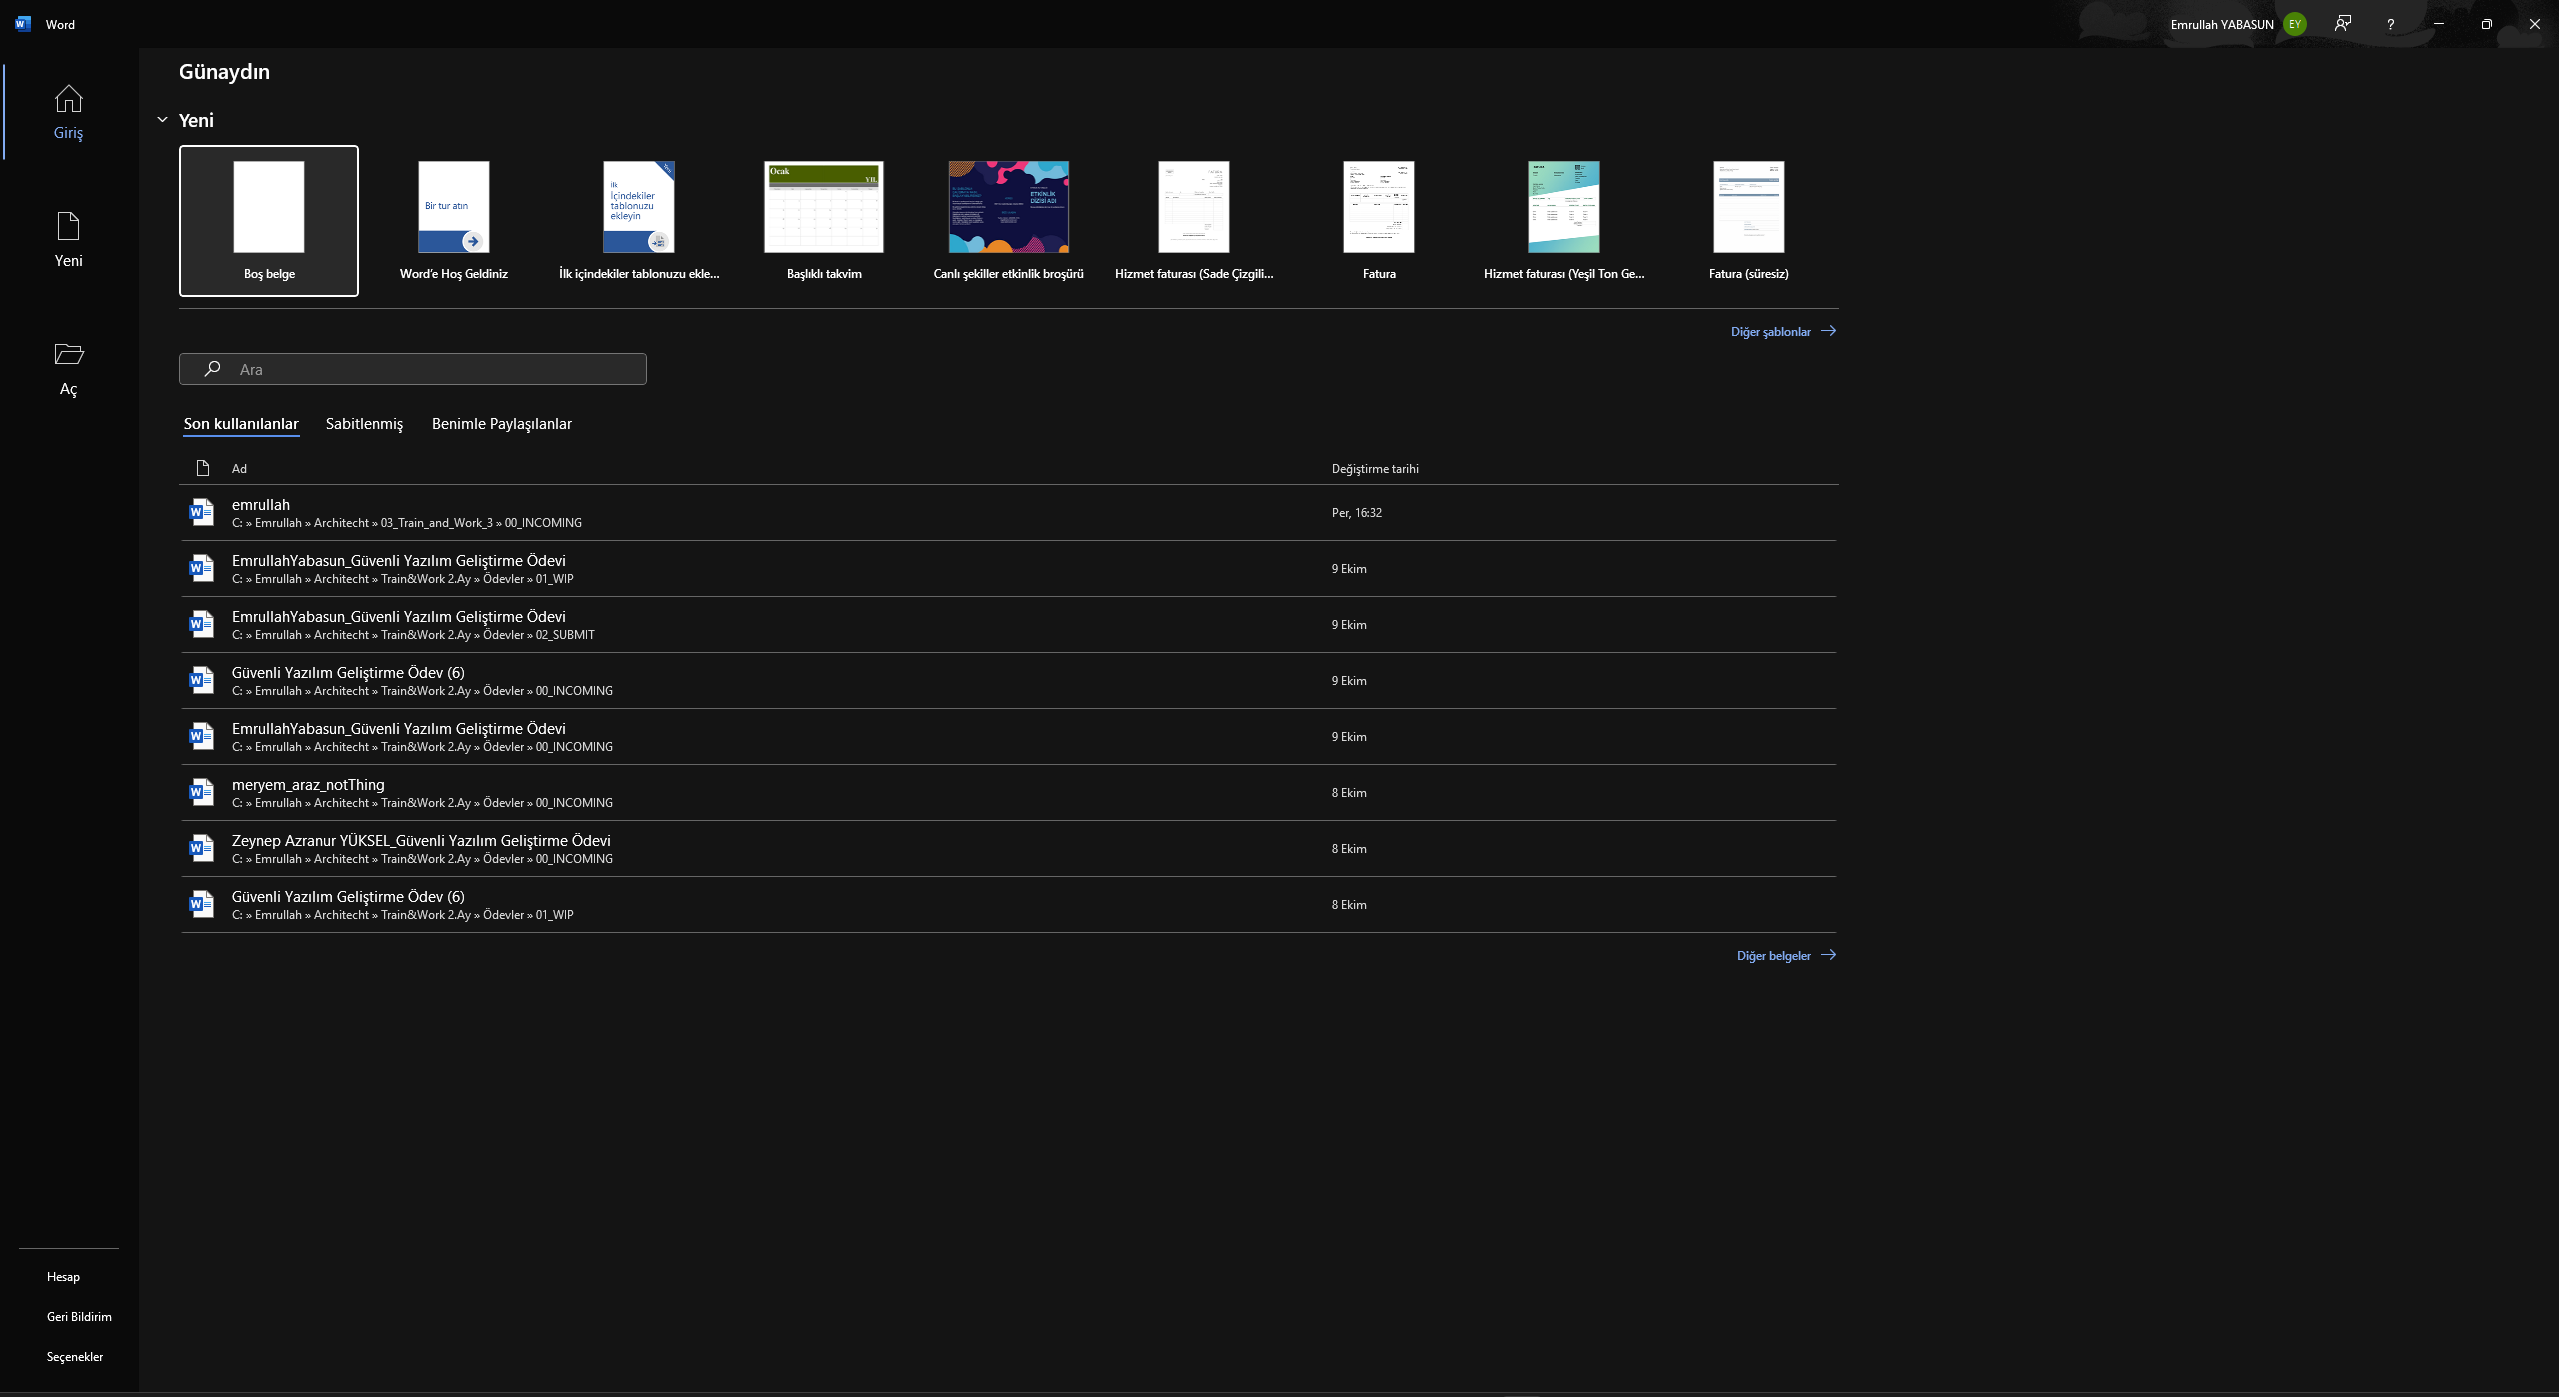 Word
Emrullah YABASUN
EY
Günaydın
Giriş
Yeni
Aç
Yeni
Bir tur atın
İlk
İçindekiler
tablonuzu
ekleyin
Yeni
Ocak
YIL
ETKİNLİK
DİZİSİ ADI
Boş belge
Word'e Hoş Geldiniz
İlk içindekiler tablonuzu ekle...
Başlıklı takvim
Canlı şekiller etkinlik broşürü
Hizmet faturası (Sade Çizgili...
Fatura
Hizmet faturası (Yeşil Ton Ge...
Fatura (süresiz)
Diğer şablonlar
Ara
Son kullanılanlar Sabitlenmiş Benimle Paylaşılanlar
Ad Değiştirme tarihi
emrullah
C: » Emrullah » Architecht » 03_Train_and_Work_3 » 00_INCOMING
Per, 16:32
EmrullahYabasun_Güvenli Yazılım Geliştirme Ödevi
C: » Emrullah » Architecht » Train&Work 2.Ay » Ödevler » 01_WIP
9 Ekim
EmrullahYabasun_Güvenli Yazılım Geliştirme Ödevi
C: » Emrullah » Architecht » Train&Work 2.Ay » Ödevler » 02_SUBMIT
9 Ekim
Güvenli Yazılım Geliştirme Ödev (6)
C: » Emrullah » Architecht » Train&Work 2.Ay » Ödevler » 00_INCOMING
9 Ekim
EmrullahYabasun_Güvenli Yazılım Geliştirme Ödevi
C: » Emrullah » Architecht » Train&Work 2.Ay » Ödevler » 00_INCOMING
9 Ekim
meryem_araz_notThing
C: » Emrullah » Architecht » Train&Work 2.Ay » Ödevler » 00_INCOMING
8 Ekim
Zeynep Azranur YÜKSEL_Güvenli Yazılım Geliştirme Ödevi
C: » Emrullah » Architecht » Train&Work 2.Ay » Ödevler » 00_INCOMING
8 Ekim
Güvenli Yazılım Geliştirme Ödev (6)
C: » Emrullah » Architecht » Train&Work 2.Ay » Ödevler » 01_WIP
8 Ekim
Diğer belgeler
Hesap
Geri Bildirim
Seçenekler